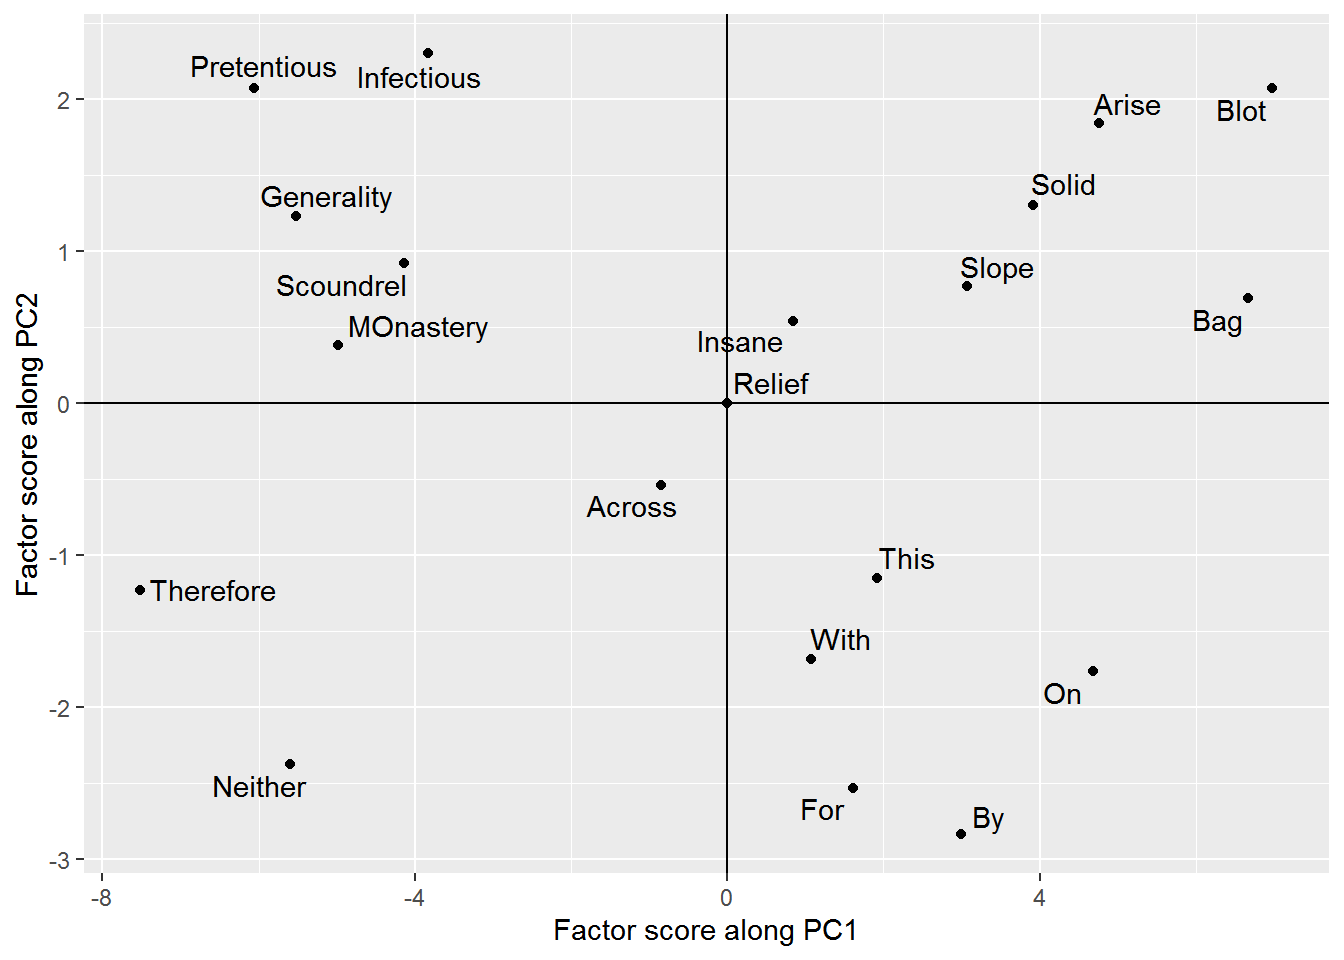 Pretentious
Infectious
Arise
Blot
2
Solid
Generality
1
Slope
Scoundrel
Bag
MOnastery
Insane
Relief
0
Across
-1
This
Therefore
With
On
-2
Neither
For
By
-3
-8
-4
0
4
Factor score along PC1
Factor score along PC2